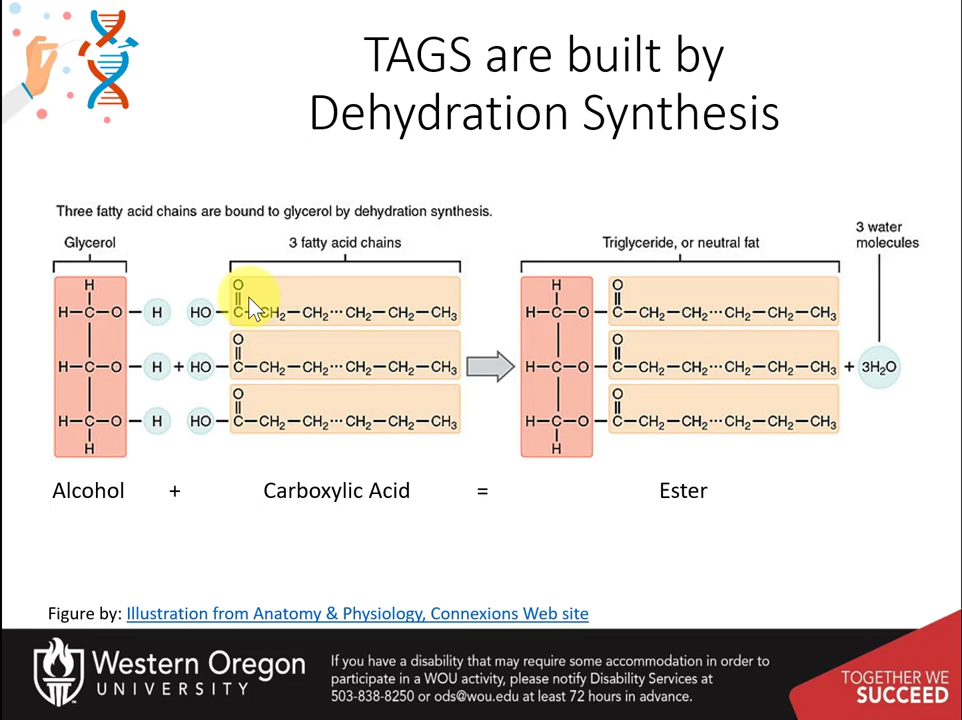 TAGS are built by
Dehydration Synthesis
Three fatty acid chains are bound to glycerol by dehydration synthesis.
Glycerol
3 fatty acid chains
Triglyceride, or neutral fat
3 water
molecules
H O H O
H—C—O—H HO—C—CH₂—CH₂···CH₂—CH₂—CH₃ H—C—O—C—CH₂—CH₂···CH₂—CH₂—CH₃
O O
H—C—O—H + HO—C—CH₂—CH₂···CH₂—CH₂—CH₃ H—C—O—C—CH₂—CH₂···CH₂—CH₂—CH₃ + 3H₂O
O O
H—C—O—H HO—C—CH₂—CH₂···CH₂—CH₂—CH₃ H—C—O—C—CH₂—CH₂···CH₂—CH₂—CH₃
H H
Alcohol + Carboxylic Acid = Ester
Figure by: Illustration from Anatomy & Physiology, Connexions Web site
Western Oregon
UNIVERSITY
If you have a disability that may require some accommodation in order to
participate in a WOU activity, please notify Disability Services at
503-838-8250 or ods@wou.edu at least 72 hours in advance.
TOGETHER WE
SUCCEED